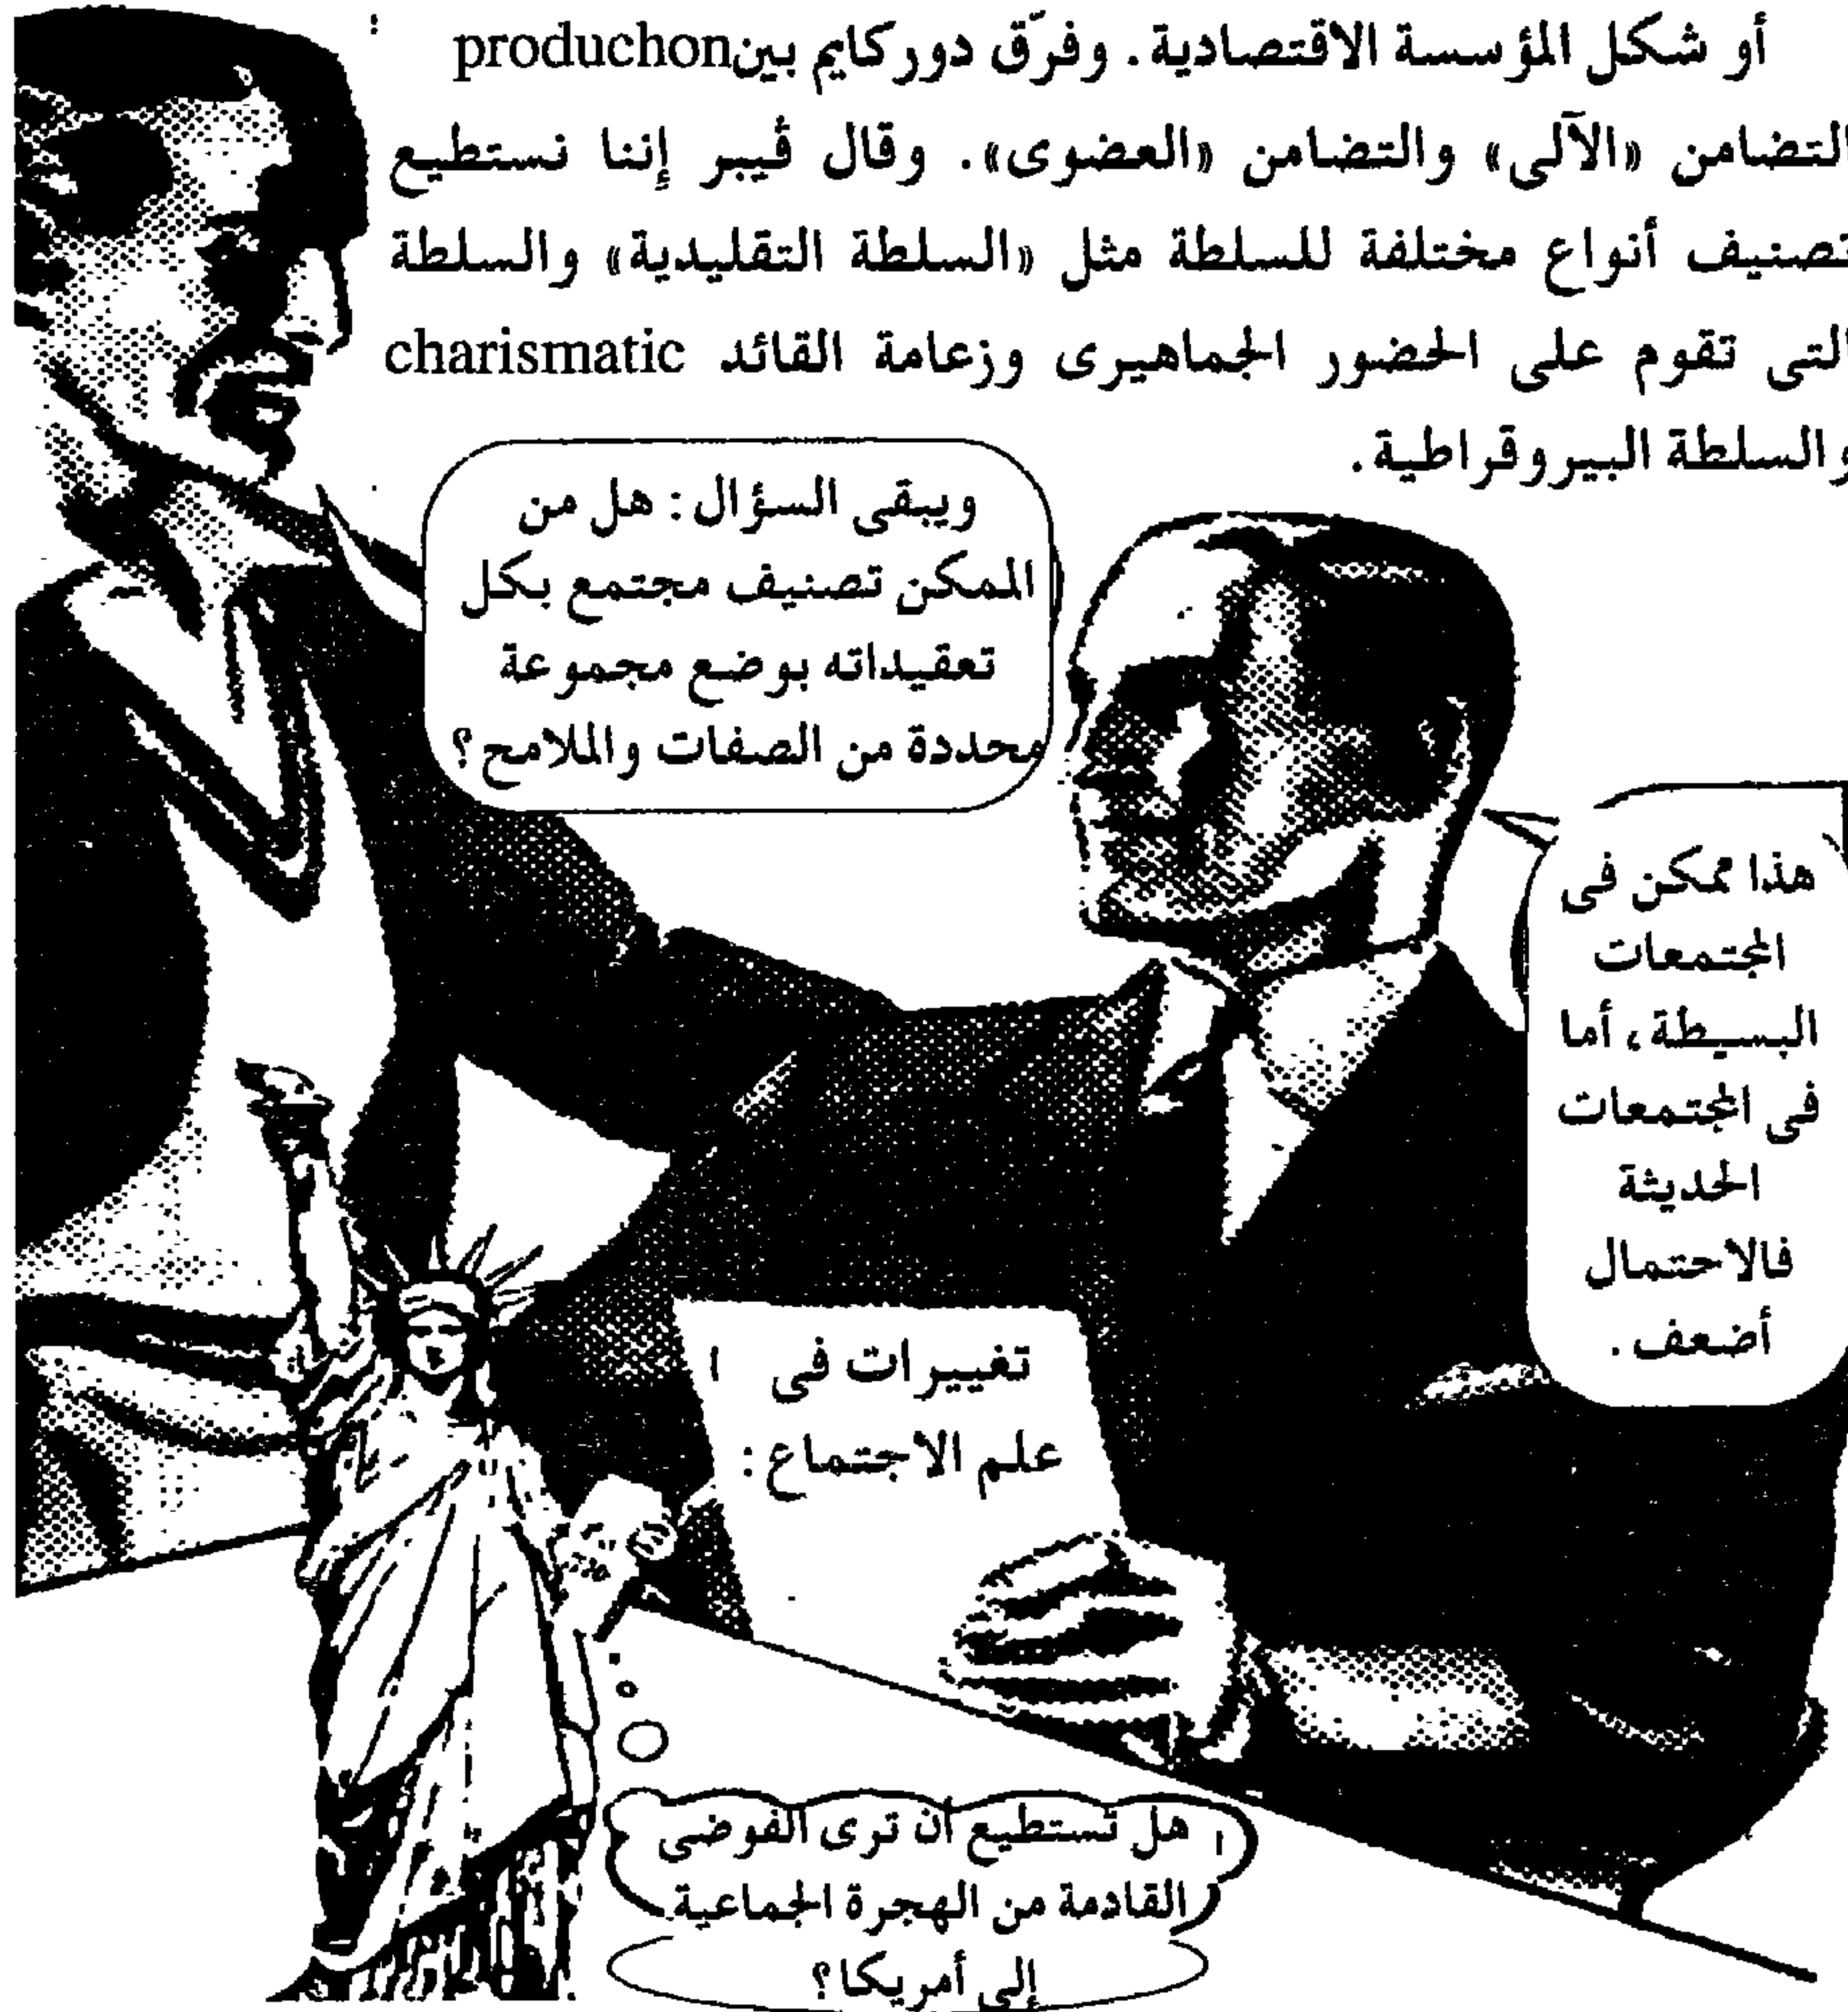 أو شكل المؤسسة الاقتصادية. وفرّق دوركايم بين produchon
التضامن «الآلى» والتضامن «العضوى». وقال ڤيبر إننا نستطيع
تصنيف أنواع مختلفة للسلطة مثل «السلطة التقليدية» والسلطة
التى تقوم على الحضور الجماهيرى وزعامة القائد charismatic
والسلطة البيروقراطية.
ويبقى السؤال: هل من
الممكن تصنيف مجتمع بكل
تعقيداته بوضع مجموعة
محددة من الصفات والملامح؟
هذا ممكن فى
المجتمعات
البسيطة، أما
فى المجتمعات
الحديثة
فالاحتمال
أضعف.
تغييرات فى
علم الاجتماع:
هل تستطيع أن ترى الفوضى
القادمة من الهجرة الجماعية
إلى أمريكا؟